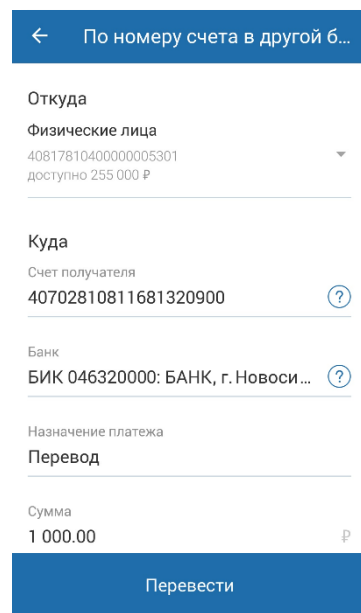 По номеру счета в другой б...
Откуда
Физические лица
40817810400000005301
доступно 255 000 ₽
Куда
Счет получателя
40702810811681320900
?
Банк
БИК 046320000: БАНК, г. Новоси...
?
Назначение платежа
Перевод
Сумма
1 000.00 ₽
Перевести